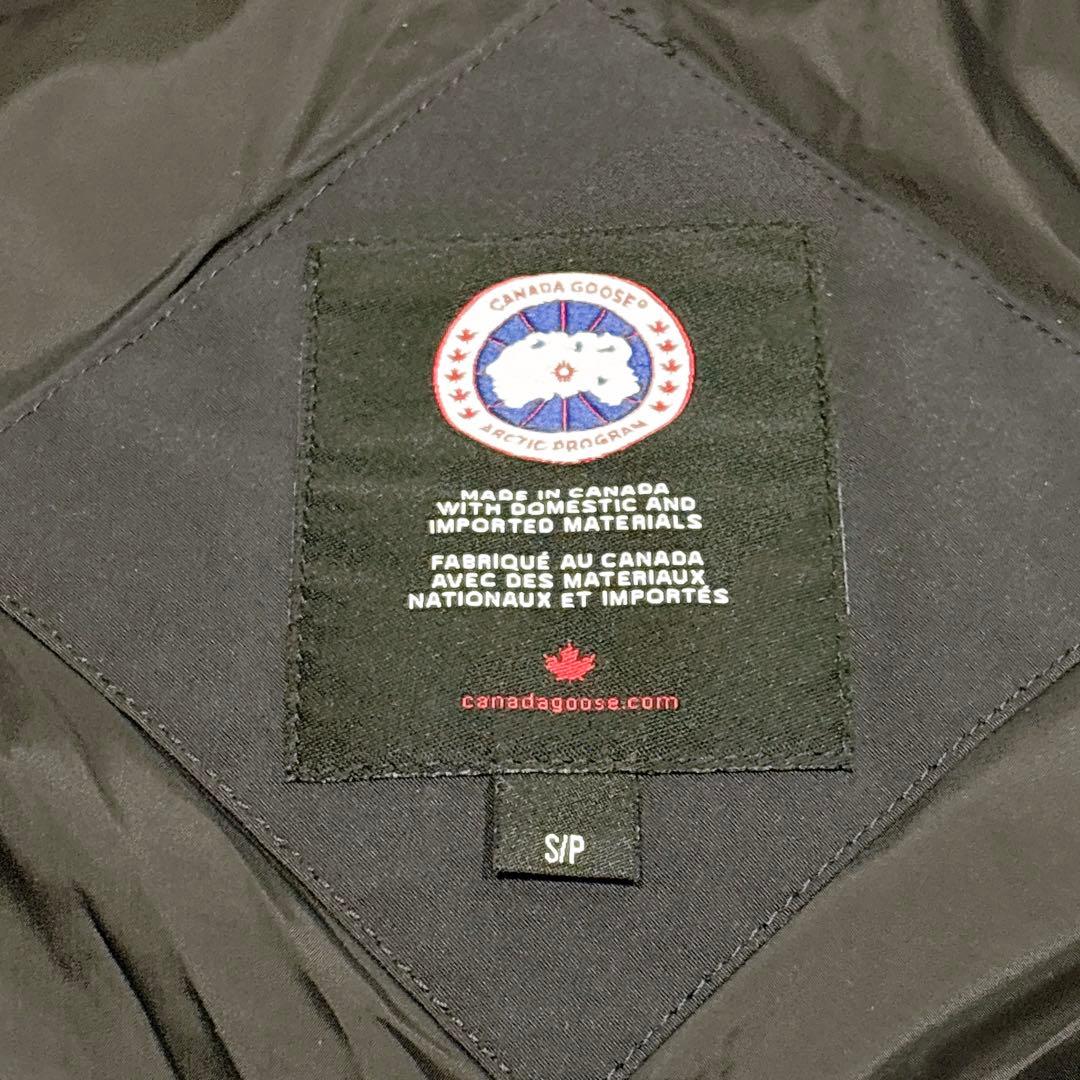 CANADA GOOSE®
ARCTIC PROGRAM
MADE IN CANADA
WITH DOMESTIC AND
IMPORTED MATERIALS
FABRIQUÉ AU CANADA
AVEC DES MATERIAUX
NATIONAUX ET IMPORTÉS
canadagoose.com
S/P